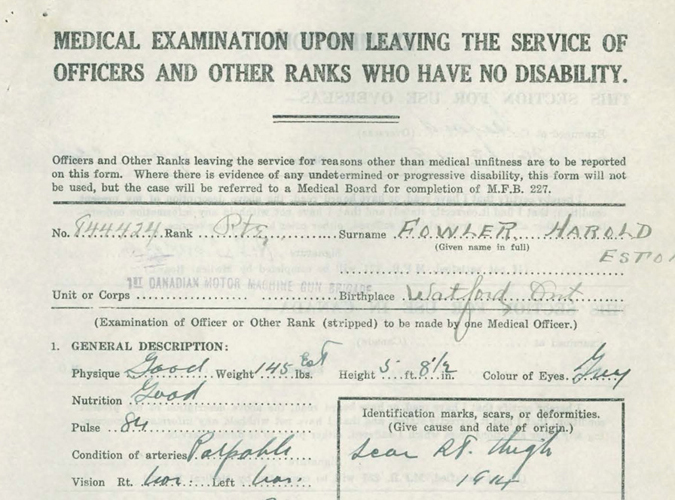 MEDICAL EXAMINATION UPON LEAVING THE SERVICE OF
OFFICERS AND OTHER RANKS WHO HAVE NO DISABILITY.
Officers and Other Ranks leaving the service for reasons other than medical unfitness are to be reported
on this form. Where there is evidence of any undetermined or progressive disability, this form will not
be used, but the case will be referred to a Medical Board for completion of M.F.B. 227.
No. 844424 Rank Pte. Surname FOWLER HAROLD
(Given name in full)
ESTO
1ST CANADIAN MOTOR MACHINE GUN BRIGADE
Unit or Corps Birthplace Watford Ont
(Examination of Officer or Other Rank (stripped) to be made by one Medical Officer.)
1. GENERAL DESCRIPTION:
Physique Good Weight 145 Est lbs. Height 5 ft. 8 1/2 in. Colour of Eyes. Grey
Nutrition Good
Pulse 84
Condition of arteries Palpable
Vision Rt. Left
Identification marks, scars, or deformities.
(Give cause and date of origin.)
Scar RT. thigh
1914